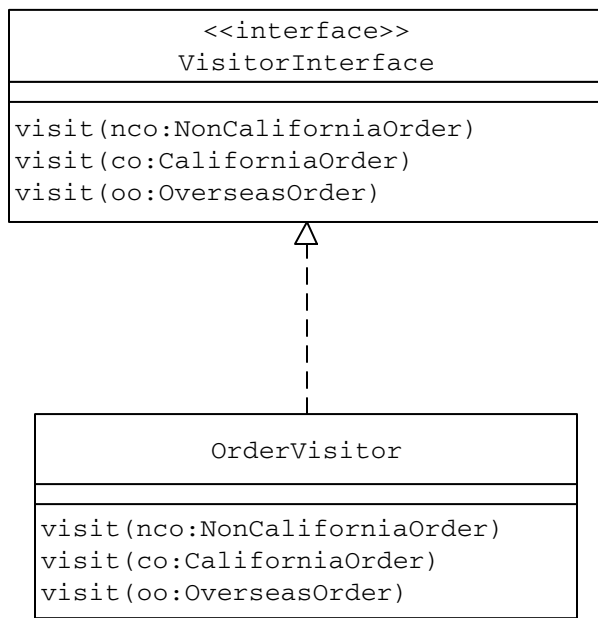 <<interface>>
VisitorInterface
visit(nco:NonCaliforniaOrder)
visit(co:CaliforniaOrder)
visit(oo:OverseasOrder)
OrderVisitor
visit(nco:NonCaliforniaOrder)
visit(co:CaliforniaOrder)
visit(oo:OverseasOrder)